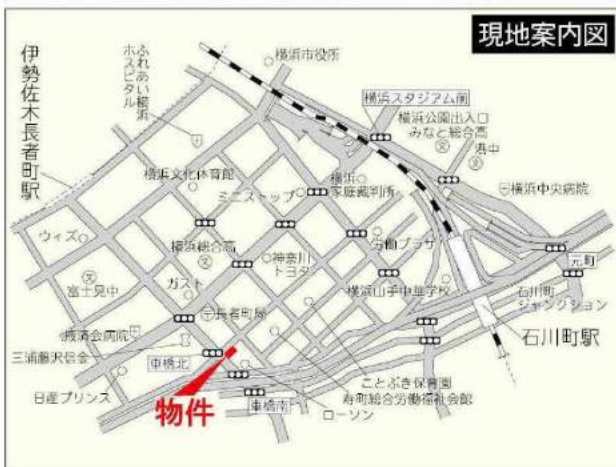 現地案内図
伊勢佐木長者町駅
ふれあい横浜
ホスピタル
横浜市役所
横浜スタジアム前
横浜公園出入口
みなと総合高
港中
横浜文化体育館
ミニストップ
横浜
家庭裁判所
横浜中央病院
ウィズ
横浜総合高
神奈川
トヨタ
労働プラザ
元町
富士見中
ガスト
横浜山手中華学校
石川町
ジャンクション
長者町局
掖済会病院
石川町駅
三浦藤沢信金
車橋北
ことぶき保育園
寿町総合労働福祉会館
日産プリンス
物件
車橋南
ローソン